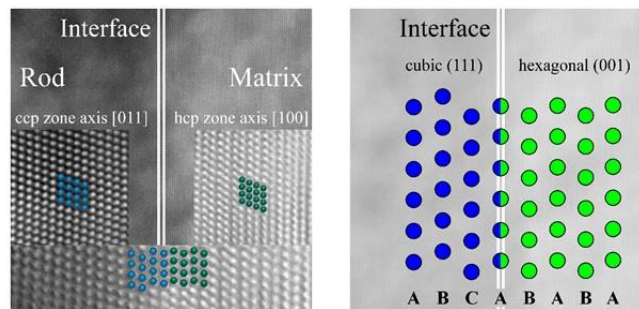 Interface
Rod
Matrix
ccp zone axis [011]
hcp zone axis [100]
Interface
cubic (111)
hexagonal (001)
A B C A B A B A